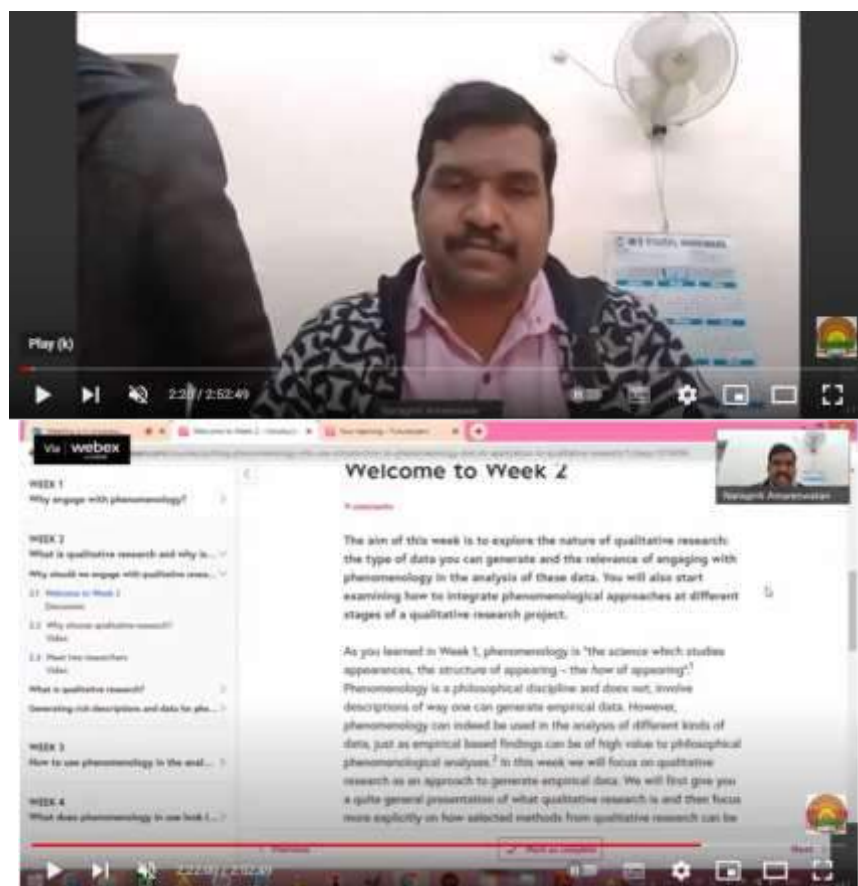 Play (k)
2:20 / 2:52:49
Via webex
Welcome to Week 2
WEEK 1
Why engage with phenomenology?
WEEK 2
What is qualitative research and why is...
Why should we engage with qualitative resea...
2.1 Welcome to Week 2
Discussion
2.2 Why choose qualitative research?
Video
2.3 Meet two researchers
Video
What is qualitative research?
Generating rich descriptions and data for phe...
WEEK 3
How to use phenomenology in the anal...
WEEK 4
What does phenomenology in use look l...
The aim of this week is to explore the nature of qualitative research:
the type of data you can generate and the relevance of engaging with
phenomenology in the analysis of these data. You will also start
examining how to integrate phenomenological approaches at different
stages of a qualitative research project.
As you learned in Week 1, phenomenology is "the science which studies
appearances, the structure of appearing – the how of appearing".1
Phenomenology is a philosophical discipline and does not, involve
descriptions of way one can generate empirical data. However,
phenomenology can indeed be used in the analysis of different kinds of
data, just as empirical based findings can be of high value to philosophical
phenomenological analyses.2 In this week we will focus on qualitative
research as an approach to generate empirical data. We will first give you
a quite general presentation of what qualitative research is and then focus
more explicitly on how selected methods from qualitative research can be
Previous
Mark as complete
Next
2:22:00 / 2:52:49